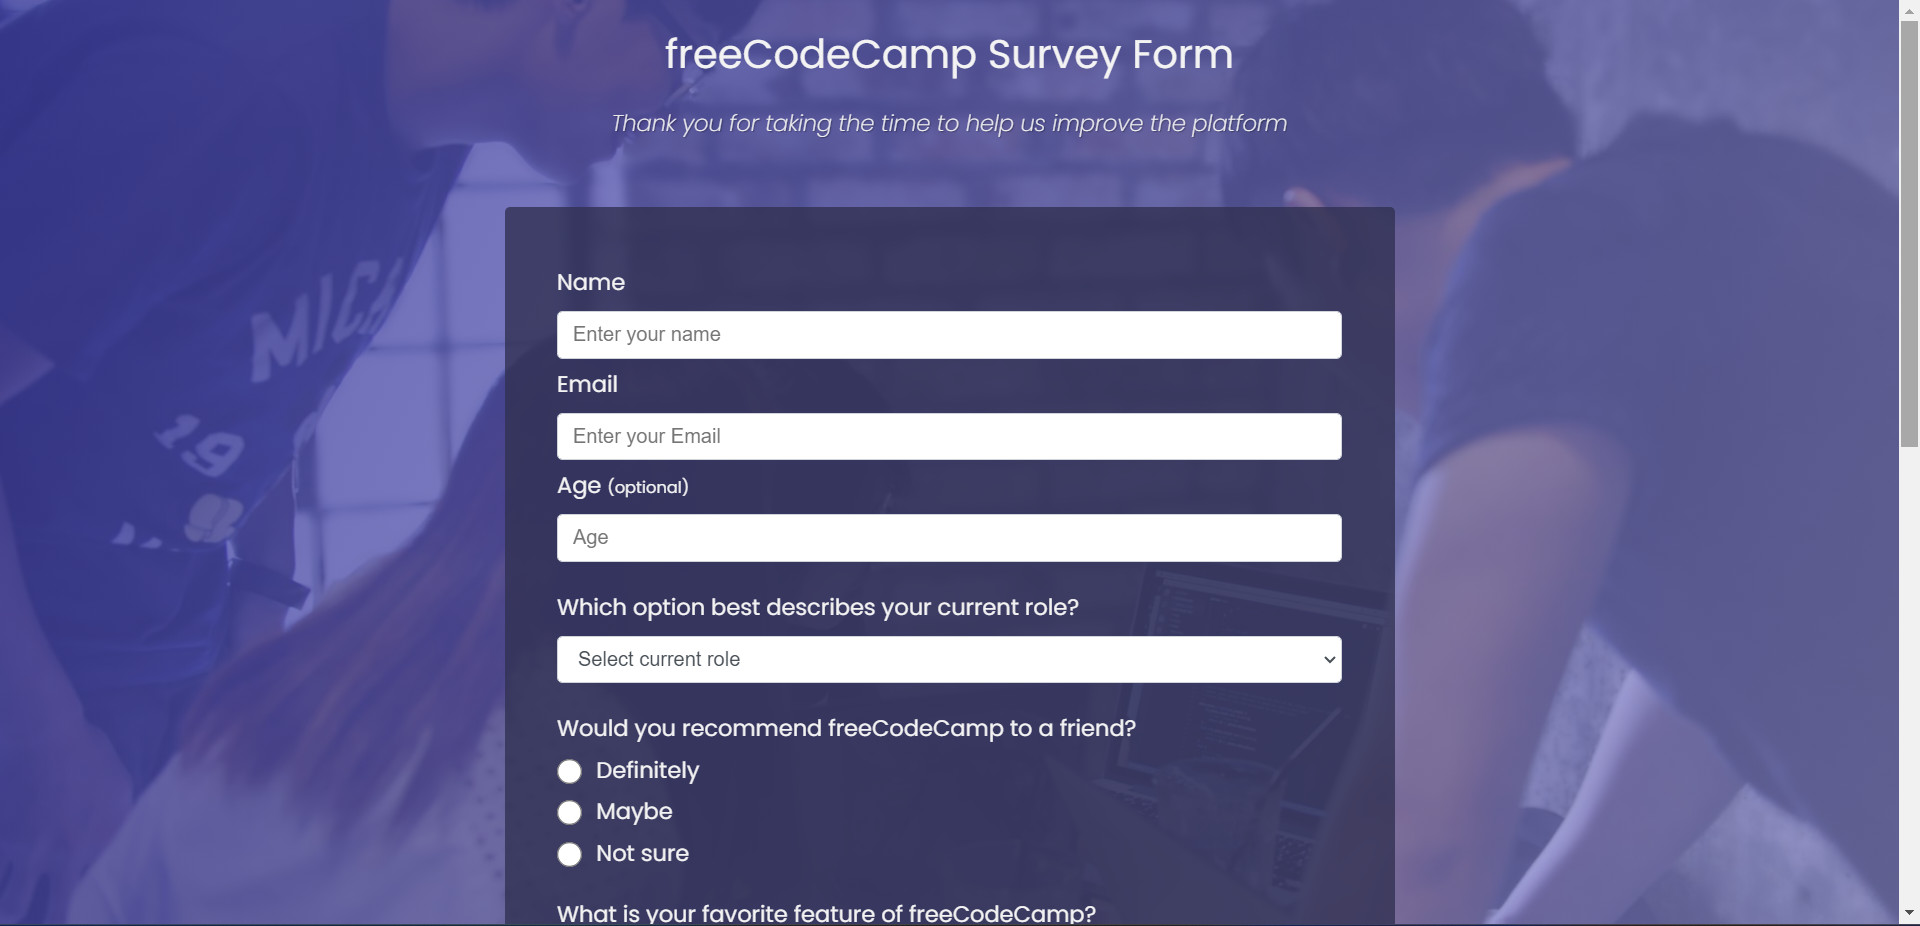 freeCodeCamp Survey Form
Thank you for taking the time to help us improve the platform
MICH
19
Name
Enter your name
Email
Enter your Email
Age (optional)
Age
Which option best describes your current role?
Select current role
Would you recommend freeCodeCamp to a friend?
Definitely
Maybe
Not sure
What is your favorite feature of freeCodeCamp?